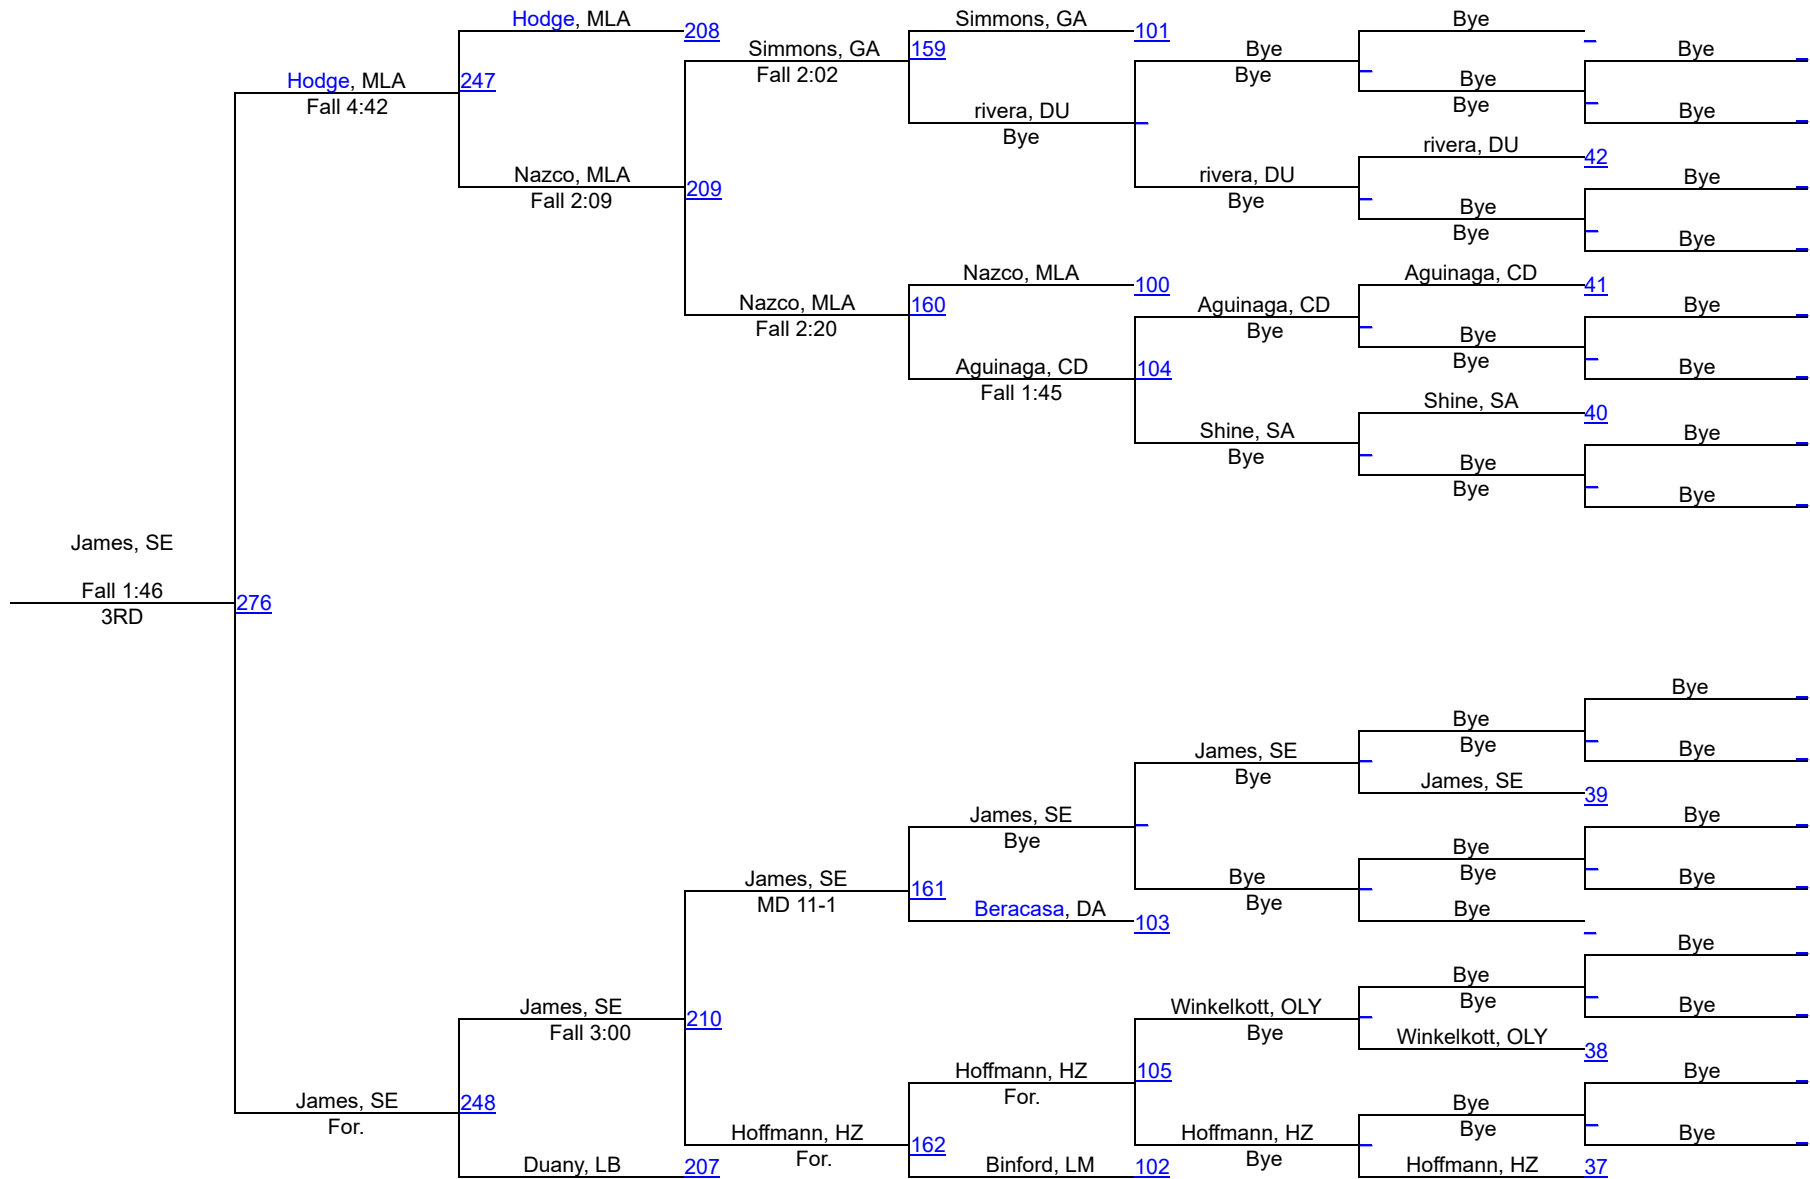 Hodge, MLA
208
Hodge, MLA
Fall 4:42
247
Nazco, MLA
Fall 2:09
Simmons, GA
Fall 2:02
209
Nazco, MLA
Fall 2:20
Simmons, GA
101
159
rivera, DU
Bye
Nazco, MLA
100
160
Aguinaga, CD
Fall 1:45
Bye
Bye
rivera, DU
Bye
Aguinaga, CD
Bye
104
Shine, SA
Bye
Bye
Bye
Bye
rivera, DU
42
Bye
Bye
Aguinaga, CD
41
Bye
Bye
Shine, SA
40
Bye
Bye
Bye
Bye
Bye
Bye
Bye
Bye
Bye
Bye
James, SE
Fall 1:46
3RD
276
James, SE
For.
248
James, SE
Fall 3:00
Duany, LB
207
James, SE
MD 11-1
210
Hoffmann, HZ
For.
James, SE
Bye
161
Beracasa, DA
103
Hoffmann, HZ
For.
162
Binford, LM
102
James, SE
Bye
Bye
Bye
Winkelkott, OLY
Bye
105
Hoffmann, HZ
Bye
Bye
Bye
James, SE
39
Bye
Bye
Bye
Bye
Bye
Winkelkott, OLY
38
Bye
Bye
Hoffmann, HZ
37
Bye
Bye
Bye
Bye
Bye
Bye
Bye
Bye